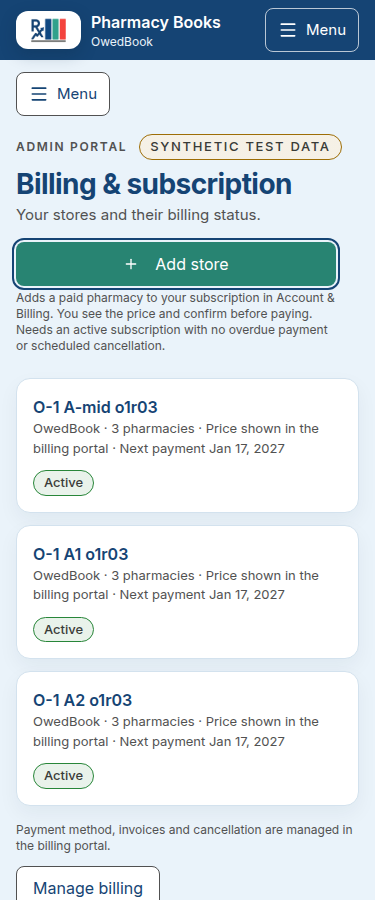 Pharmacy Books
OwedBook
Menu
Menu
ADMIN PORTAL
SYNTHETIC TEST DATA
Billing & subscription
Your stores and their billing status.
+ Add store
Adds a paid pharmacy to your subscription in Account &
Billing. You see the price and confirm before paying.
Needs an active subscription with no overdue payment
or scheduled cancellation.
O-1 A-mid o1r03
OwedBook · 3 pharmacies · Price shown in the
billing portal · Next payment Jan 17, 2027
Active
O-1 A1 o1r03
OwedBook · 3 pharmacies · Price shown in the
billing portal · Next payment Jan 17, 2027
Active
O-1 A2 o1r03
OwedBook · 3 pharmacies · Price shown in the
billing portal · Next payment Jan 17, 2027
Active
Payment method, invoices and cancellation are managed in
the billing portal.
Manage billing